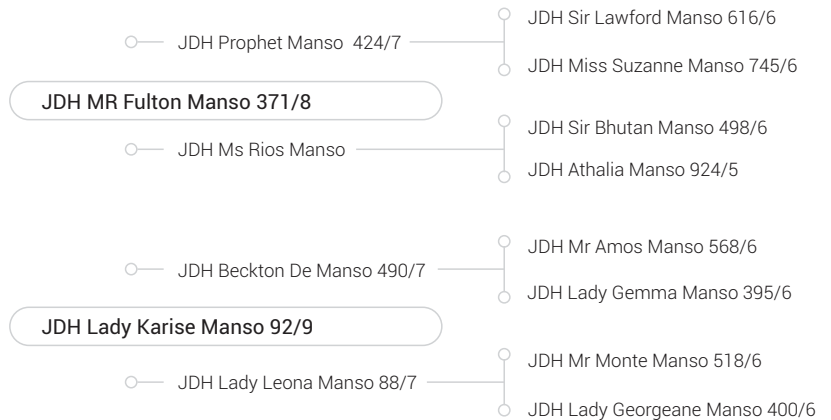 JDH Sir Lawford Manso 616/6
JDH Prophet Manso 424/7
JDH Miss Suzanne Manso 745/6
JDH MR Fulton Manso 371/8
JDH Sir Bhutan Manso 498/6
JDH Ms Rios Manso
JDH Athalia Manso 924/5
JDH Mr Amos Manso 568/6
JDH Beckton De Manso 490/7
JDH Lady Gemma Manso 395/6
JDH Lady Karise Manso 92/9
JDH Mr Monte Manso 518/6
JDH Lady Leona Manso 88/7
JDH Lady Georgeane Manso 400/6